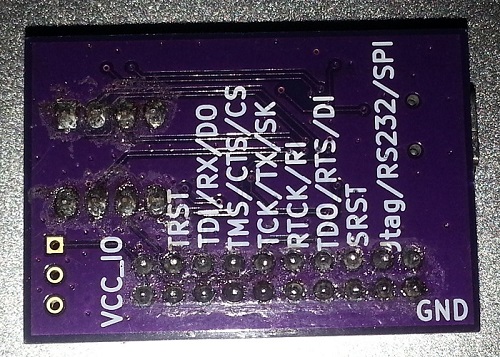 VCC_IO
TRST
TDI/RX/DO
TMS/CTS/CS
TCK/TX/SK
RTCK/RI
TDO/RTS/DI
SRST
jtag/RS232/SPI
GND